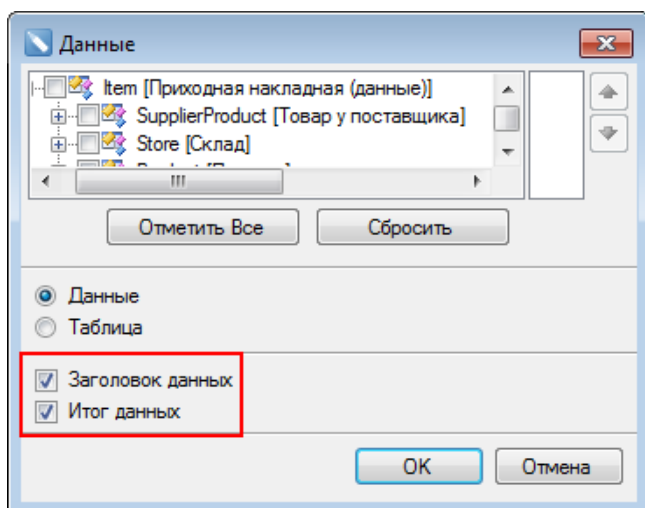 Данные
Item [Приходная накладная (данные)]
SupplierProduct [Товар у поставщика]
Store [Склад]
Отметить Все
Сбросить
Данные
Таблица
Заголовок данных
Итог данных
OK
Отмена